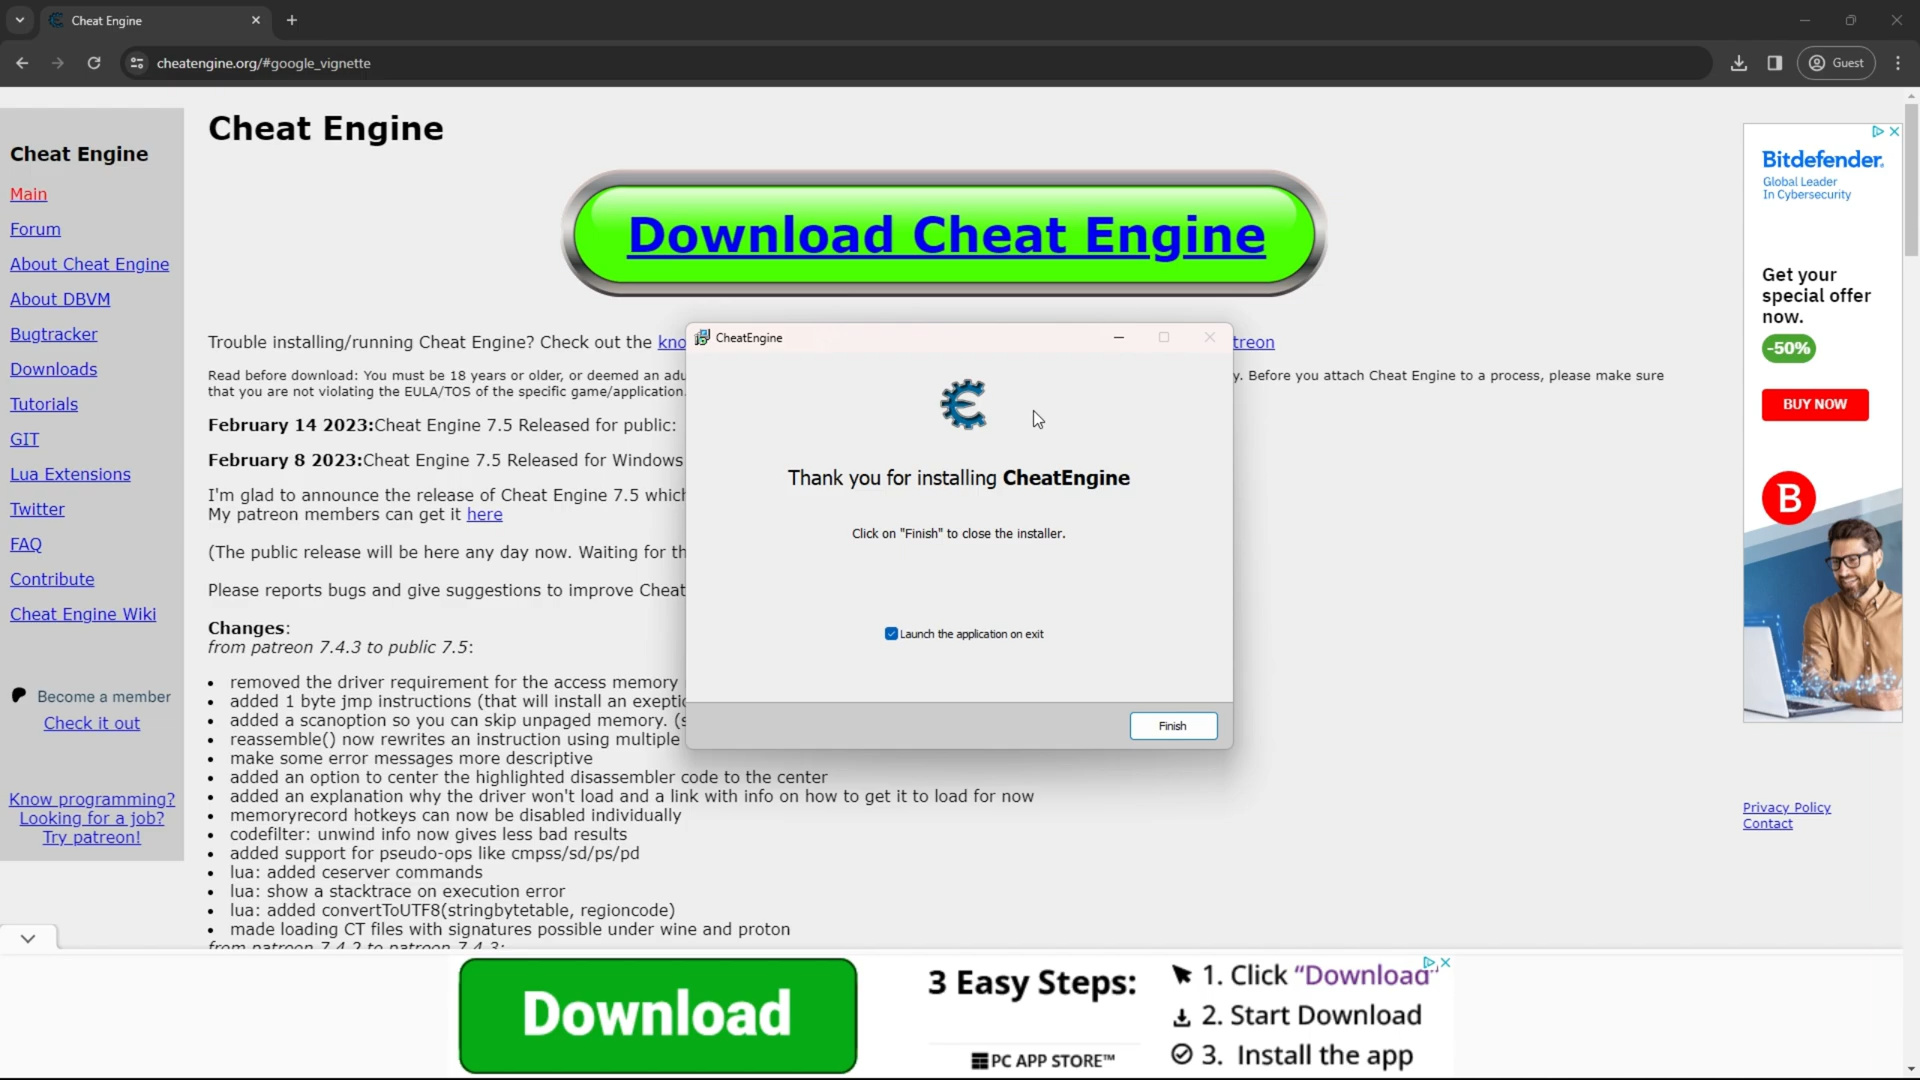 Cheat Engine
cheatengine.org/#google_vignette
Guest
Cheat Engine
Main
Forum
About Cheat Engine
About DBVM
Bugtracker
Downloads
Tutorials
GIT
Lua Extensions
Twitter
FAQ
Contribute
Cheat Engine Wiki
Become a member
Check it out
Know programming?
Looking for a job?
Try patreon!
Cheat Engine
Download Cheat Engine
Trouble installing/running Cheat Engine? Check out the
treon
Read before download: You must be 18 years or older, or deemed an
y. Before you attach Cheat Engine to a process, please make sure
that you are not violating the EULA/TOS of the specific game/application.
February 14 2023:Cheat Engine 7.5 Released for public:
February 8 2023:Cheat Engine 7.5 Released for Windows
I'm glad to announce the release of Cheat Engine 7.5
My patreon members can get it here
(The public release will be here any day now. Waiting for
Please reports bugs and give suggestions to improve Cheat
Changes:
from patreon 7.4.3 to public 7.5:
removed the driver requirement for the access memory
added 1 byte jmp instructions (that will install an
added a scanoption so you can skip unpaged memory. (s
reassemble() now rewrites an instruction using multiple
make some error messages more descriptive
added an option to center the highlighted disassembler code to the center
added an explanation why the driver won't load and a link with info on how to get it to load for now
memoryrecord hotkeys can now be disabled individually
codefilter: unwind info now gives less bad results
added support for pseudo-ops like cmpss/sd/ps/pd
lua: added ceserver commands
lua: show a stacktrace on execution error
lua: added convertToUTF8(stringbytetable, regioncode)
made loading CT files with signatures possible under wine and proton
from patreon 7.4.2 to patreon 7.4.3:
CheatEngine
Thank you for installing CheatEngine
Click on "Finish" to close the installer.
Launch the application on exit
Finish
Bitdefender.
Global Leader
In Cybersecurity
Get your
special offer
now.
-50%
BUY NOW
B
Privacy Policy
Contact
Download
3 Easy Steps:
PC APP STORE™
1. Click “Download”
2. Start Download
3. Install the app